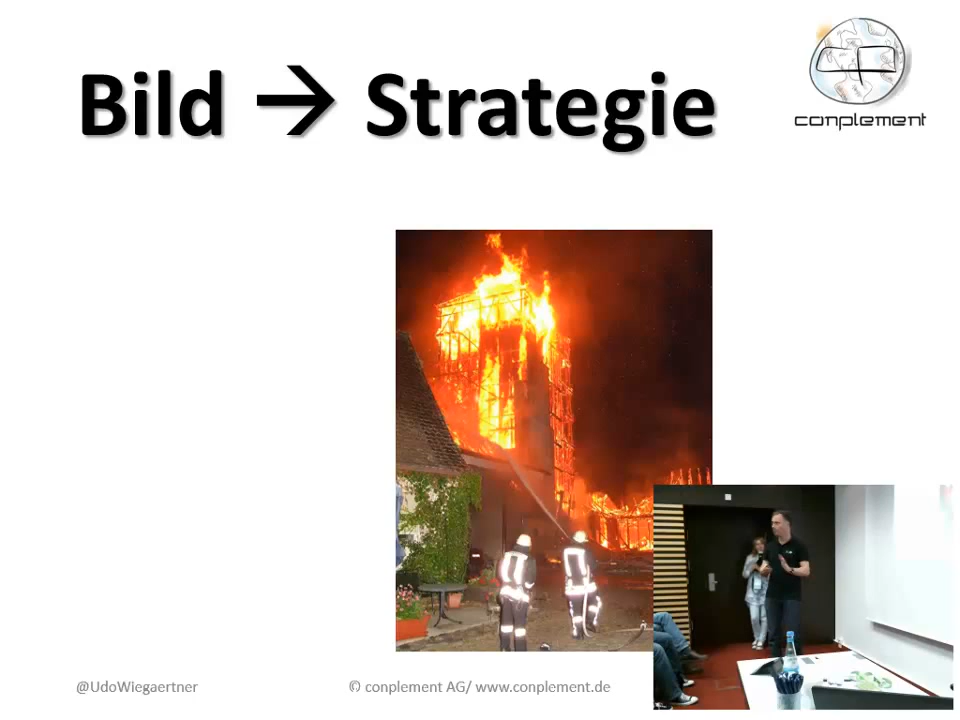 Bild → Strategie
conplement
@UdoWiegaertner
© conplement AG/ www.conplement.de